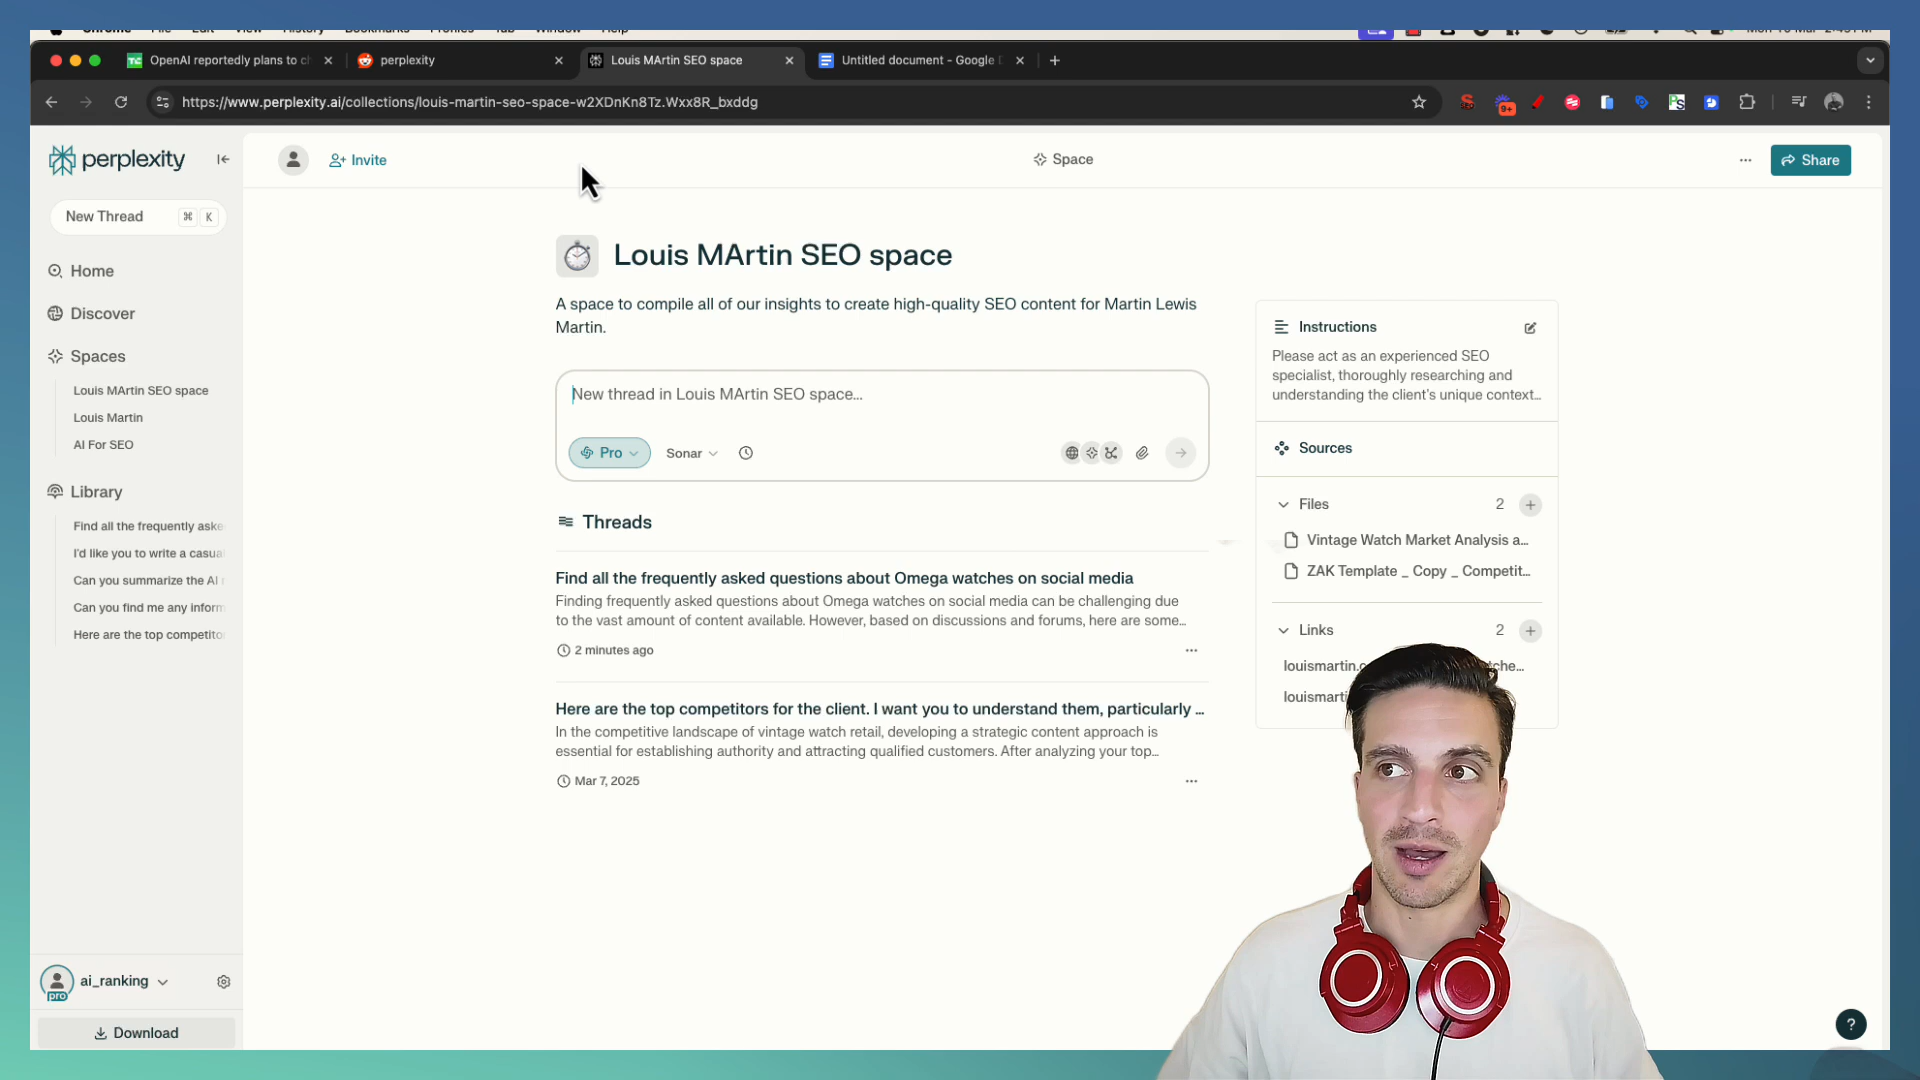 OpenAI reportedly plans to ch
perplexity
Louis MArtin SEO space
Untitled document - Google D
https://www.perplexity.ai/collections/louis-martin-seo-space-w2XDnKn8Tz.Wxx8R_bxddg
9+
perplexity
Invite
Space
Share
New Thread
⌘ K
Home
Discover
Spaces
Louis MArtin SEO space
Louis Martin
AI For SEO
Library
Find all the frequently aske
I'd like you to write a casua
Can you summarize the AI
Can you find me any inform
Here are the top competito
ai_ranking
pro
Download
Louis MArtin SEO space
A space to compile all of our insights to create high-quality SEO content for Martin Lewis
Martin.
New thread in Louis MArtin SEO space...
Pro
Sonar
Threads
Find all the frequently asked questions about Omega watches on social media
Finding frequently asked questions about Omega watches on social media can be challenging due
to the vast amount of content available. However, based on discussions and forums, here are some...
2 minutes ago
Here are the top competitors for the client. I want you to understand them, particularly ...
In the competitive landscape of vintage watch retail, developing a strategic content approach is
essential for establishing authority and attracting qualified customers. After analyzing your top...
Mar 7, 2025
Instructions
Please act as an experienced SEO
specialist, thoroughly researching and
understanding the client's unique context...
Sources
Files 2
Vintage Watch Market Analysis a...
ZAK Template _ Copy _ Competit...
Links 2
louismartin.c tche...
louismarti
?